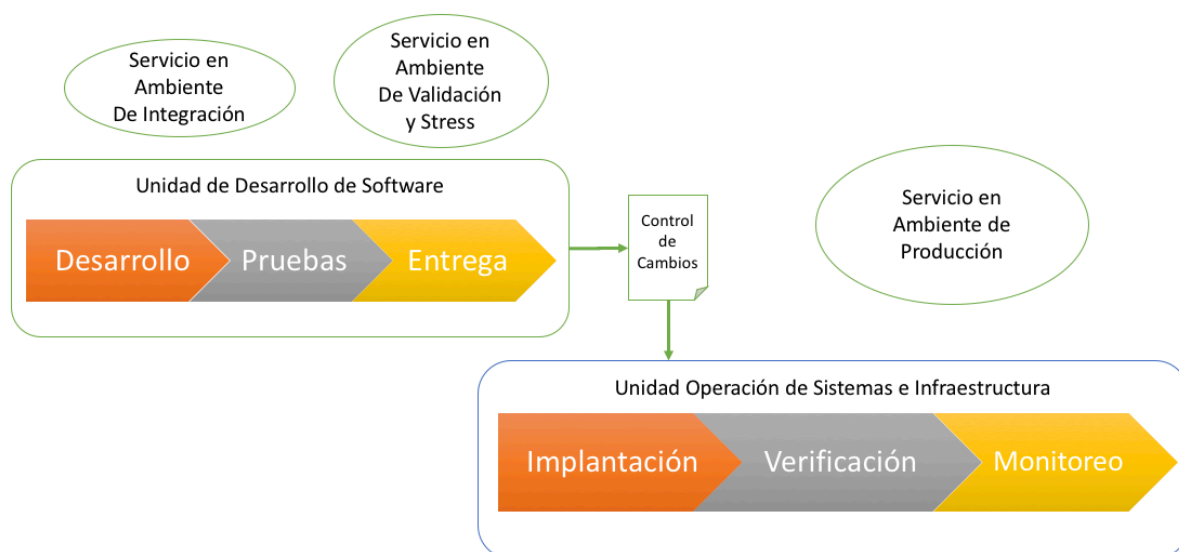 Servicio en
Ambiente
De Integración
Servicio en
Ambiente
De Validación
y Stress
Unidad de Desarrollo de Software
Desarrollo
Pruebas
Entrega
Control
de
Cambios
Servicio en
Ambiente de
Producción
Unidad Operación de Sistemas e Infraestructura
Implantación
Verificación
Monitoreo